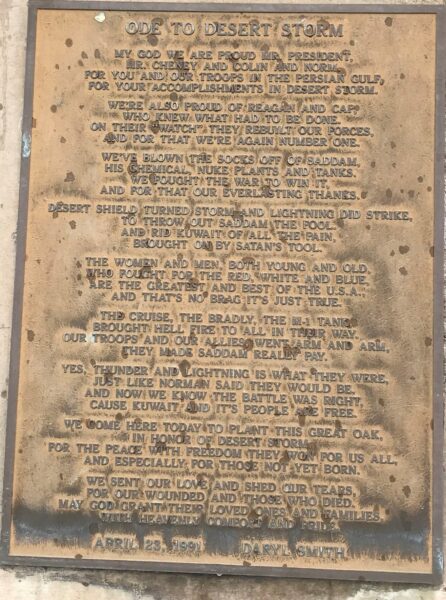 ODE TO DESERT STORM
MY GOD WE ARE PROUD MR. PRESIDENT,
MR. CHENEY AND COLIN AND NORM,
FOR YOU AND OUR TROOPS IN THE PERSIAN GULF,
FOR YOUR ACCOMPLISHMENTS IN DESERT STORM.
WE'RE ALSO PROUD OF REAGAN AND CAP,
WHO KNEW WHAT HAD TO BE DONE.
ON THEIR "WATCH" THEY REBUILT OUR FORCES,
AND FOR THAT WE'RE AGAIN NUMBER ONE.
WE'VE BLOWN THE SOCKS OFF OF SADDAM,
HIS CHEMICAL, NUKE PLANTS AND TANKS.
WE FOUGHT THE WAR TO WIN IT,
AND FOR THAT OUR EVERLASTING THANKS.
DESERT SHIELD TURNED STORM AND LIGHTNING DID STRIKE,
TO THROW OUT SADDAM THE FOOL.
AND RID KUWAIT OF ALL THE PAIN,
BROUGHT ON BY SATAN'S TOOL.
THE WOMEN AND MEN, BOTH YOUNG AND OLD,
WHO FOUGHT FOR THE RED, WHITE AND BLUE,
ARE THE GREATEST AND BEST OF THE U.S.A.,
AND THAT'S NO BRAG IT'S JUST TRUE.
THE CRUISE, THE BRADLY, THE M-1 TANK,
BROUGHT HELL FIRE TO ALL IN THEIR WAY.
OUR TROOPS AND OUR ALLIES WENT ARM AND ARM,
THEY MADE SADDAM REALLY PAY.
YES, THUNDER AND LIGHTNING IS WHAT THEY WERE,
JUST LIKE NORMAN SAID THEY WOULD BE.
AND NOW WE KNOW THE BATTLE WAS RIGHT,
CAUSE KUWAIT AND IT'S PEOPLE ARE FREE.
WE COME HERE TODAY TO PLANT THIS GREAT OAK,
IN HONOR OF DESERT STORM,
FOR THE PEACE WITH FREEDOM THEY WON FOR US ALL,
AND ESPECIALLY FOR THOSE NOT YET BORN.
WE SENT OUR LOVE AND SHED OUR TEARS,
FOR OUR WOUNDED AND THOSE WHO DIED.
MAY GOD GRANT THEIR LOVED ONES AND FAMILIES,
WITH HEAVENLY COMFORT AND PRIDE.
APRIL 23, 1991 DARYL SMYTH